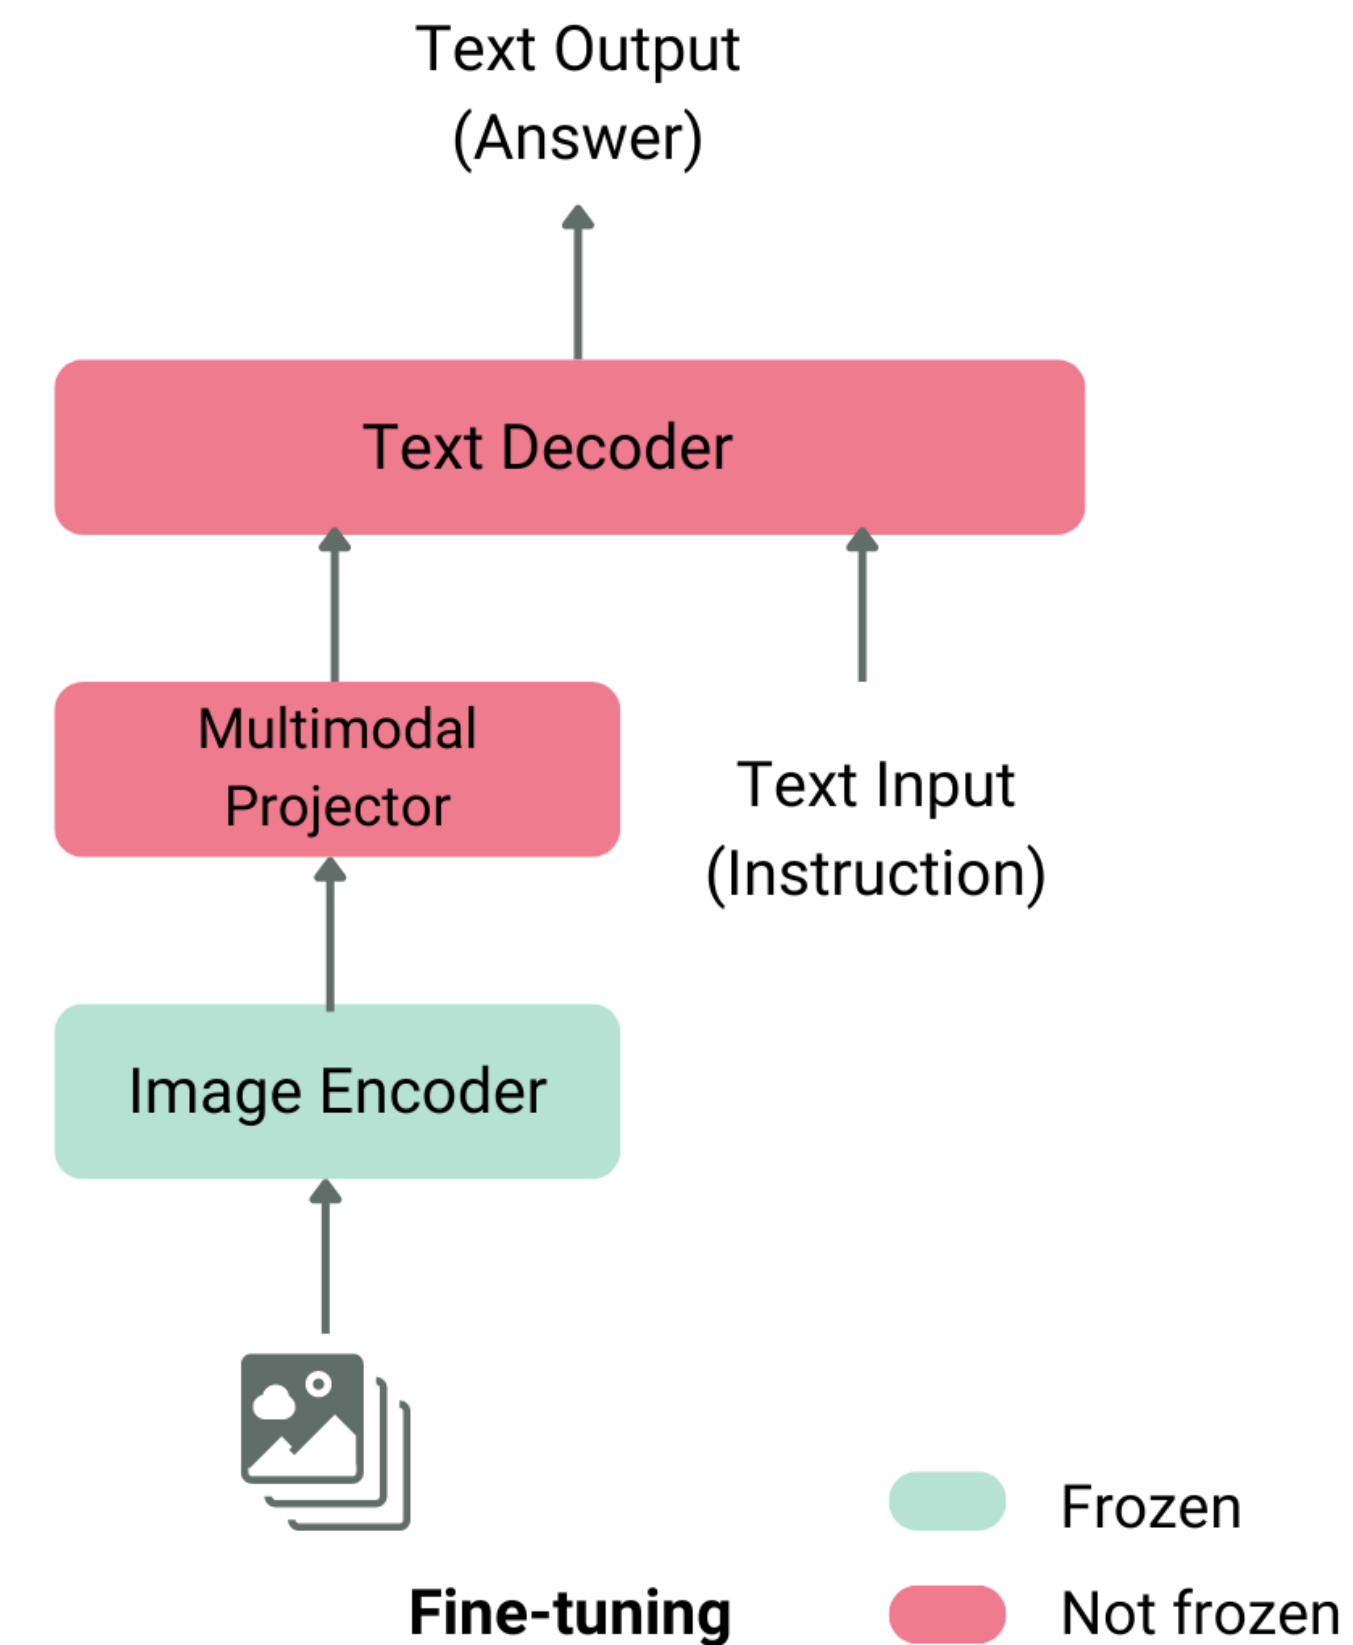 Text Output
(Answer)
Text Decoder
Multimodal
Projector
Text Input
(Instruction)
Image Encoder
Frozen
Fine-tuning
Not frozen